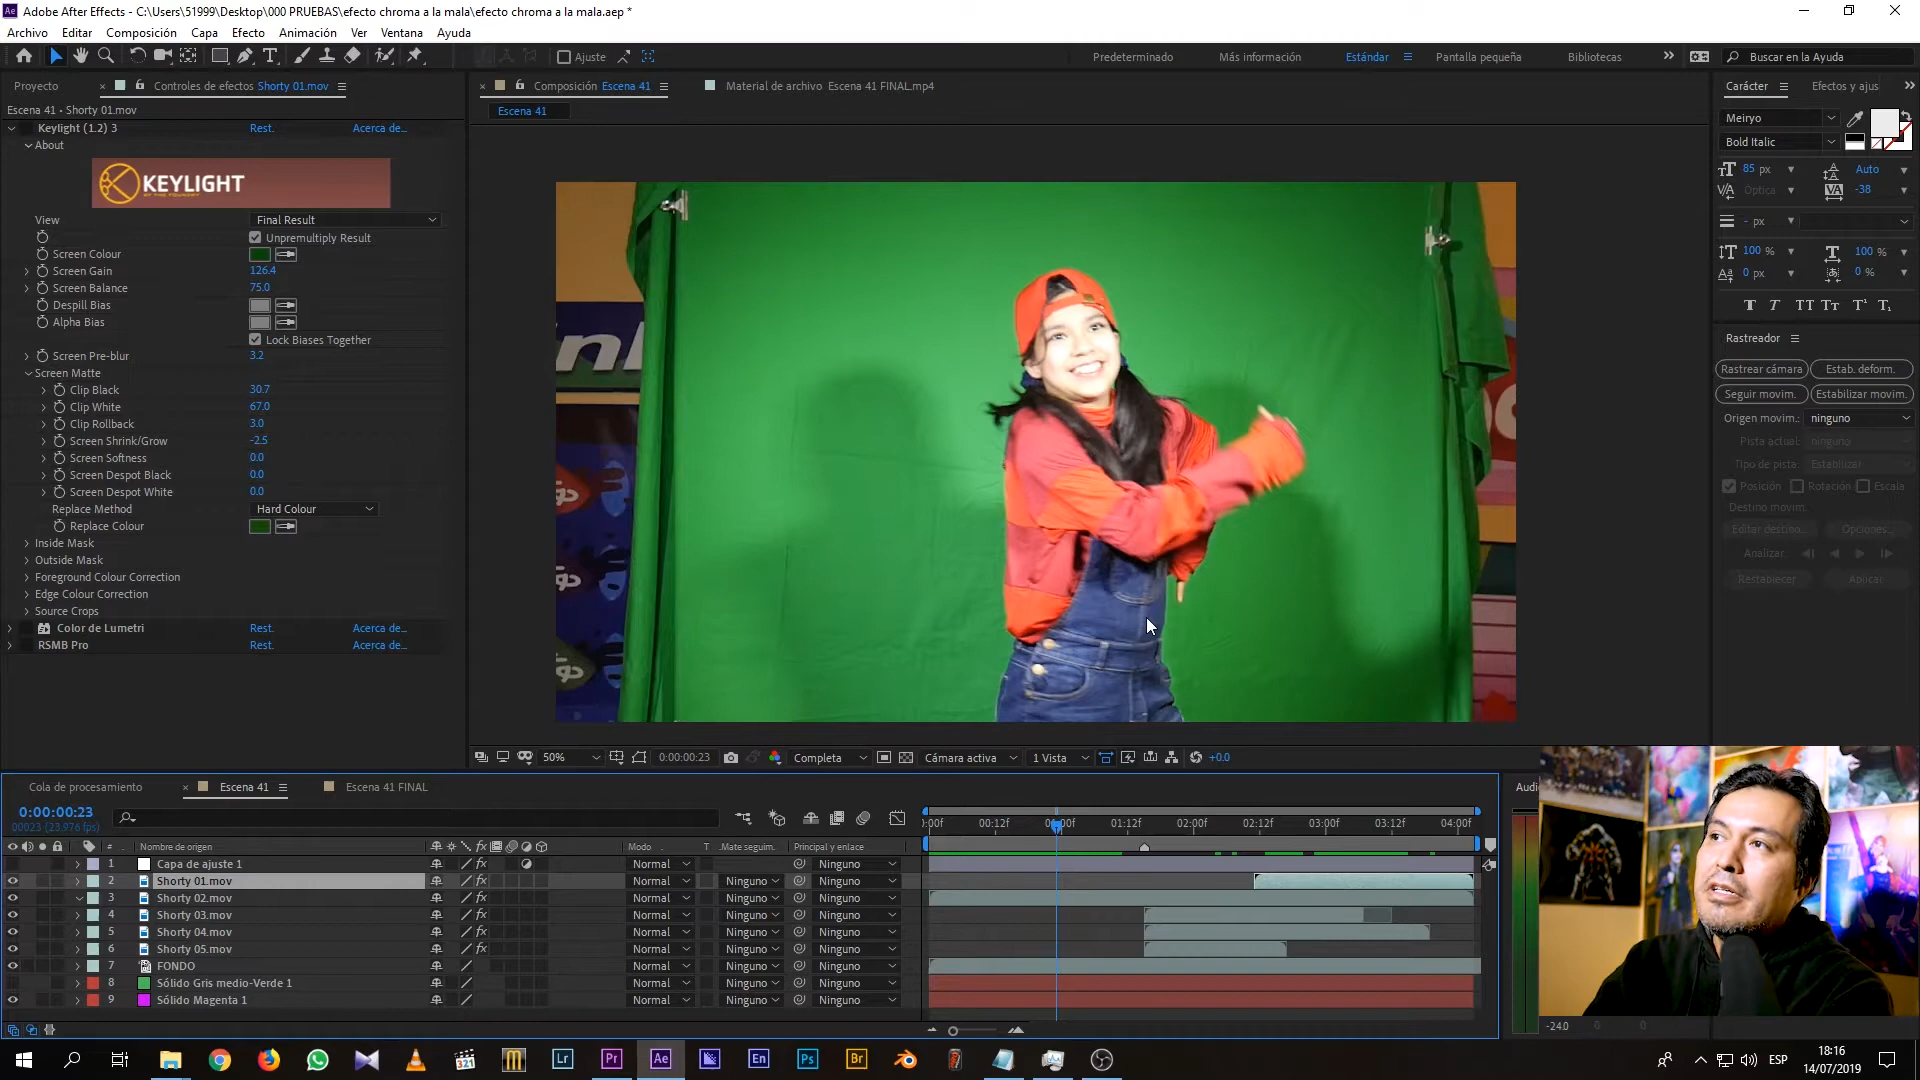 Adobe After Effects - C:\Users\51999\Desktop\000 PRUEBAS\efecto chroma a la mala\efecto chroma a la mala.aep *
Archivo Editar Composición Capa Efecto Animación Ver Ventana Ayuda
Ajuste Predeterminado Más información Estándar Pantalla pequeña Bibliotecas Buscar en la Ayuda
Proyecto Controles de efectos Shorty 01.mov
Composición Escena 41 Material de archivo Escena 41 FINAL.mp4
Carácter Efectos y ajus
Escena 41 • Shorty 01.mov
Escena 41
Meiryo
Bold Italic
85 px Auto
Óptica -38
- px
100 % 100 %
0 px 0 %
Keylight (1.2) 3 Rest. Acerca de...
About
KEYLIGHT
View Final Result
Unpremultiply Result
Screen Colour
Screen Gain 126.4
Screen Balance 75.0
Despill Bias
Alpha Bias
Lock Biases Together
Screen Pre-blur 3.2
Screen Matte
Clip Black 30.7
Clip White 67.0
Clip Rollback 3.0
Screen Shrink/Grow -2.5
Screen Softness 0.0
Screen Despot Black 0.0
Screen Despot White 0.0
Replace Method Hard Colour
Replace Colour
Inside Mask
Outside Mask
Foreground Colour Correction
Edge Colour Correction
Source Crops
Color de Lumetri Rest. Acerca de...
RSMB Pro Rest. Acerca de...
Rastreador
Rastrear cámara Estab. deform.
Seguir movim. Estabilizar movim.
Origen movim.: ninguno
Pista actual: ninguno
Tipo de pista: Estabilizar
Posición Rotación Escala
Destino movim.
Editar destino... Opciones...
Analizar:
Restablecer Aplicar
50% 0:00:00:23 Completa Cámara activa 1 Vista +0.0
Cola de procesamiento Escena 41 Escena 41 FINAL
0:00:00:23
00023 (23.976 fps)
00:12f 01:12f 02:00f 02:12f 03:00f 03:12f 04:00f
# Nombre de origen Modo T .Mate seguim. Principal y enlace
1 Capa de ajuste 1 Normal Ninguno
2 Shorty 01.mov Normal Ninguno Ninguno
3 Shorty 02.mov Normal Ninguno Ninguno
4 Shorty 03.mov Normal Ninguno Ninguno
5 Shorty 04.mov Normal Ninguno Ninguno
6 Shorty 05.mov Normal Ninguno Ninguno
7 FONDO Normal Ninguno Ninguno
8 Sólido Gris medio-Verde 1 Normal Ninguno Ninguno
9 Sólido Magenta 1 Normal Ninguno Ninguno
Audi
-24.0 0 0
321 Lr Pr Ae En Ps Br
ESP
18:16
14/07/2019